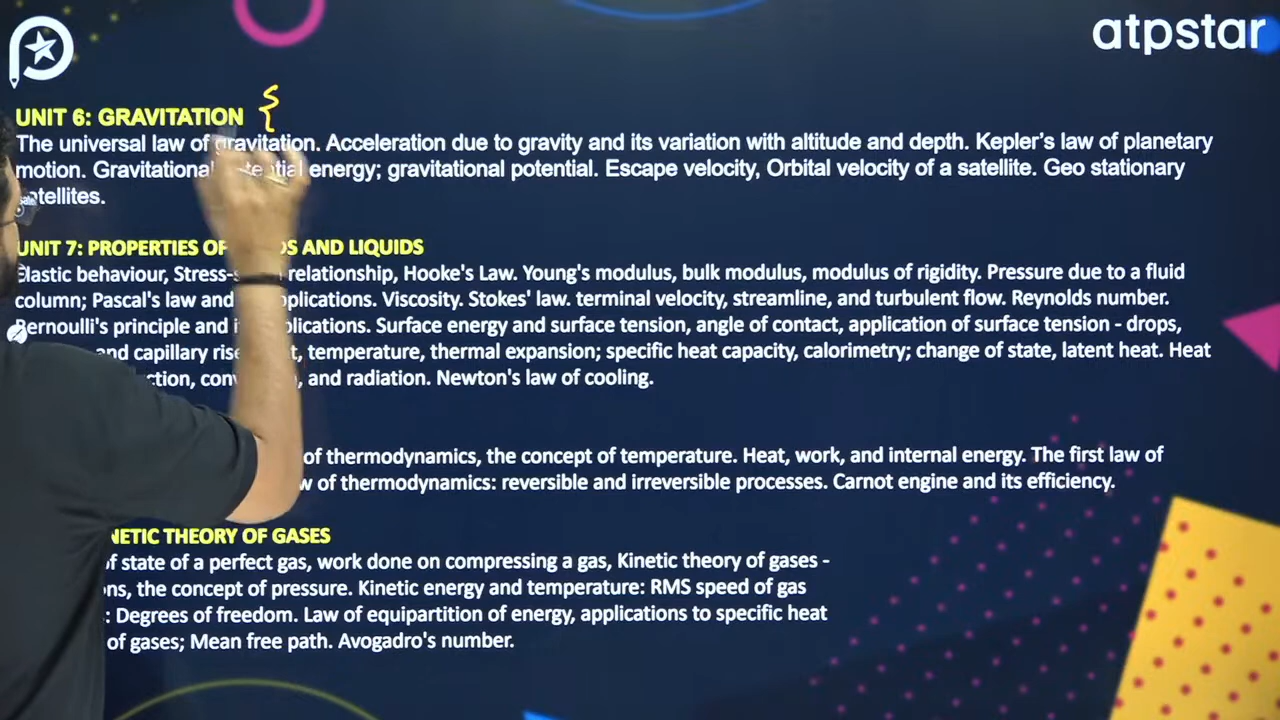 atpstar
UNIT 6: GRAVITATION
The universal law of gravitation. Acceleration due to gravity and its variation with altitude and depth. Kepler's law of planetary
motion. Gravitational energy; gravitational potential. Escape velocity, Orbital velocity of a satellite. Geo stationary
UNIT 7: PROPERTIES AND LIQUIDS
Elastic behaviour, relationship, Hooke's Law. Young's modulus, bulk modulus, modulus of rigidity. Pressure due to a fluid
column; Pascal's law and Viscosity. Stokes' law. terminal velocity, streamline, and turbulent flow. Reynolds number.
Bernoulli's principle and Surface energy and surface tension, angle of contact, application of surface tension - drops,
and capillary temperature, thermal expansion; specific heat capacity, calorimetry; change of state, latent heat. Heat
and radiation. Newton's law of cooling.
of thermodynamics, the concept of temperature. Heat, work, and internal energy. The first law of
of thermodynamics: reversible and irreversible processes. Carnot engine and its efficiency.
THEORY OF GASES
of state of a perfect gas, work done on compressing a gas, Kinetic theory of gases -
the concept of pressure. Kinetic energy and temperature: RMS speed of gas
: Degrees of freedom. Law of equipartition of energy, applications to specific heat
of gases; Mean free path. Avogadro's number.